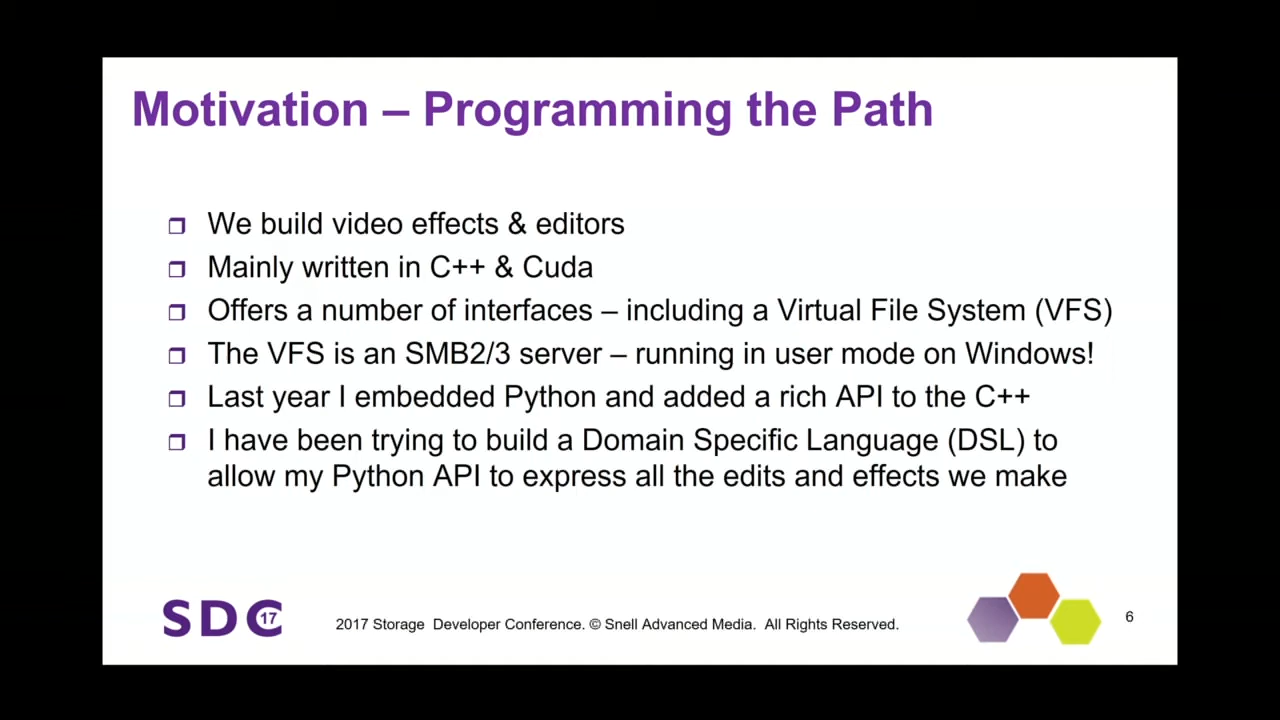 Motivation – Programming the Path
We build video effects & editors
Mainly written in C++ & Cuda
Offers a number of interfaces – including a Virtual File System (VFS)
The VFS is an SMB2/3 server – running in user mode on Windows!
Last year I embedded Python and added a rich API to the C++
I have been trying to build a Domain Specific Language (DSL) to
allow my Python API to express all the edits and effects we make
SDC 17
2017 Storage Developer Conference. © Snell Advanced Media. All Rights Reserved.
6